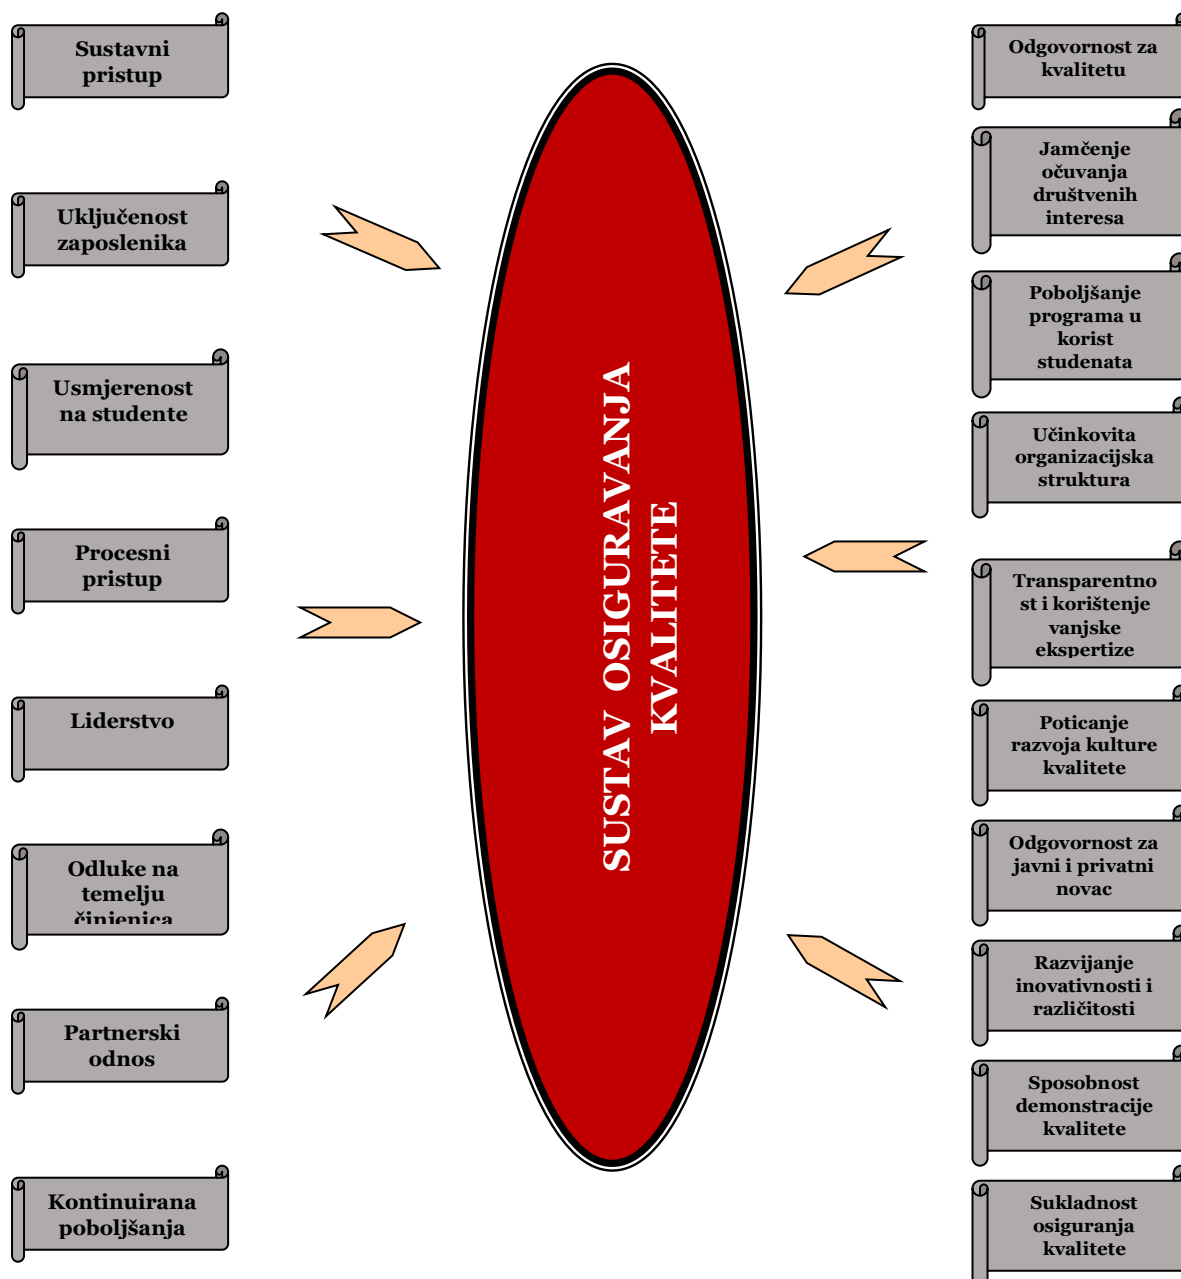 Sustavni
pristup
Uključenost
zaposlenika
Usmjerenost
na studente
Procesni
pristup
Liderstvo
Odluke na
temelju
činjenica
Partnerski
odnos
Kontinuirana
poboljšanja
SUSTAV OSIGURAVANJA
KVALITETE
Odgovornost za
kvalitetu
Jamčenje
očuvanja
društvenih
interesa
Poboljšanje
programa u
korist
studenata
Učinkovita
organizacijska
struktura
Transparentno
st i korištenje
vanjske
ekspertize
Poticanje
razvoja kulture
kvalitete
Odgovornost za
javni i privatni
novac
Razvijanje
inovativnosti i
različitosti
Sposobnost
demonstracije
kvalitete
Sukladnost
osiguranja
kvalitete